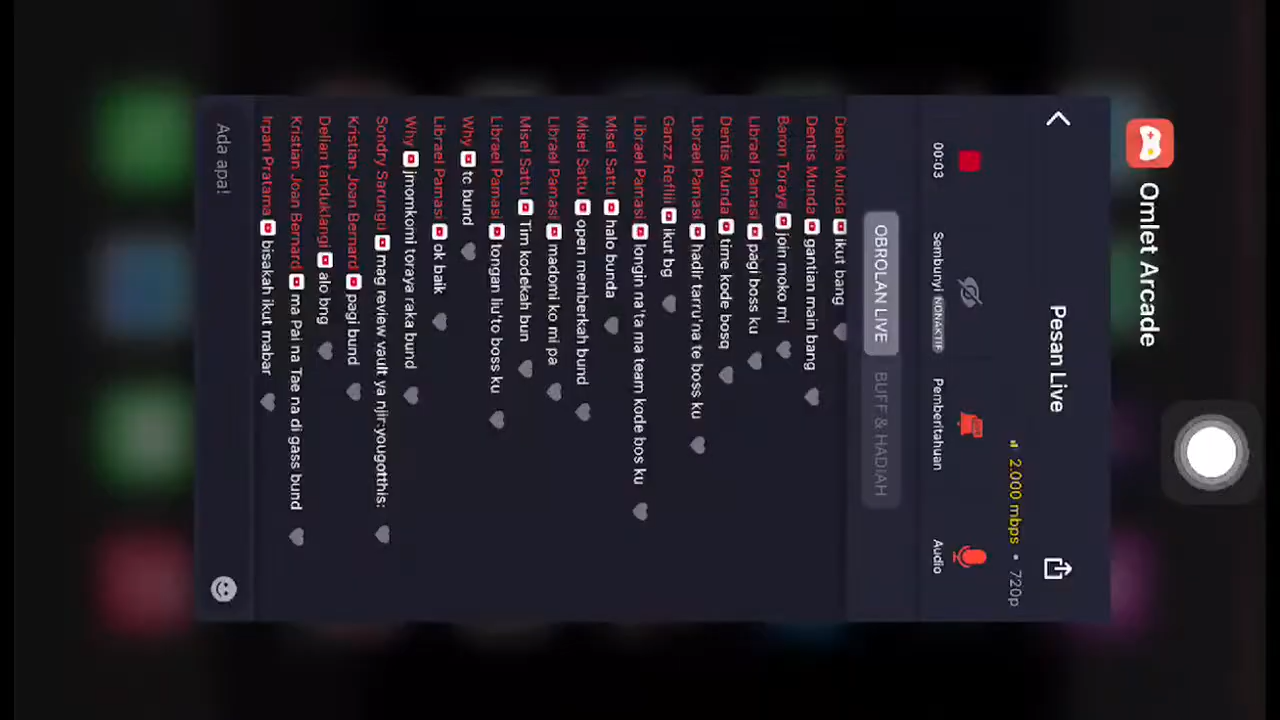 Omlet Arcade
Pesan Live
2.000 mbps • 720p
00:03
Sembunyi NONAKTIF
Pemberitahuan
Audio
OBROLAN LIVE
BUFF & HADIAH
Dentis Munda ikut bang
Dentis Munda gantian main bang
Baron Toraya join moko mi
Librael Pamasi pagi boss ku
Dentis Munda time kode bosq
Librael Pamasi hadir tarru'na te boss ku
Ganzz Refliii ikut bg
Librael Pamasi longin na'ta ma team kode bos ku
Misel Sattu halo bunda
Misel Sattu open memberkah bund
Librael Pamasi madomi ko mi pa
Misel Sattu Tim kodekah bun
Librael Pamasi tongan liu'to boss ku
Why tc bund
Librael Pamasi ok baik
Why jmomkomi toraya raka bund
Sondry Sarungu mag review vault ya njir:yougotthis:
Kristian Joan Bernard pagi bund
Delian tanduklangi alo bng
Kristian Joan Bernard ma Pai na Tae na di gass bund
Irpan Pratama bisakah ikut mabar
Ada apa!